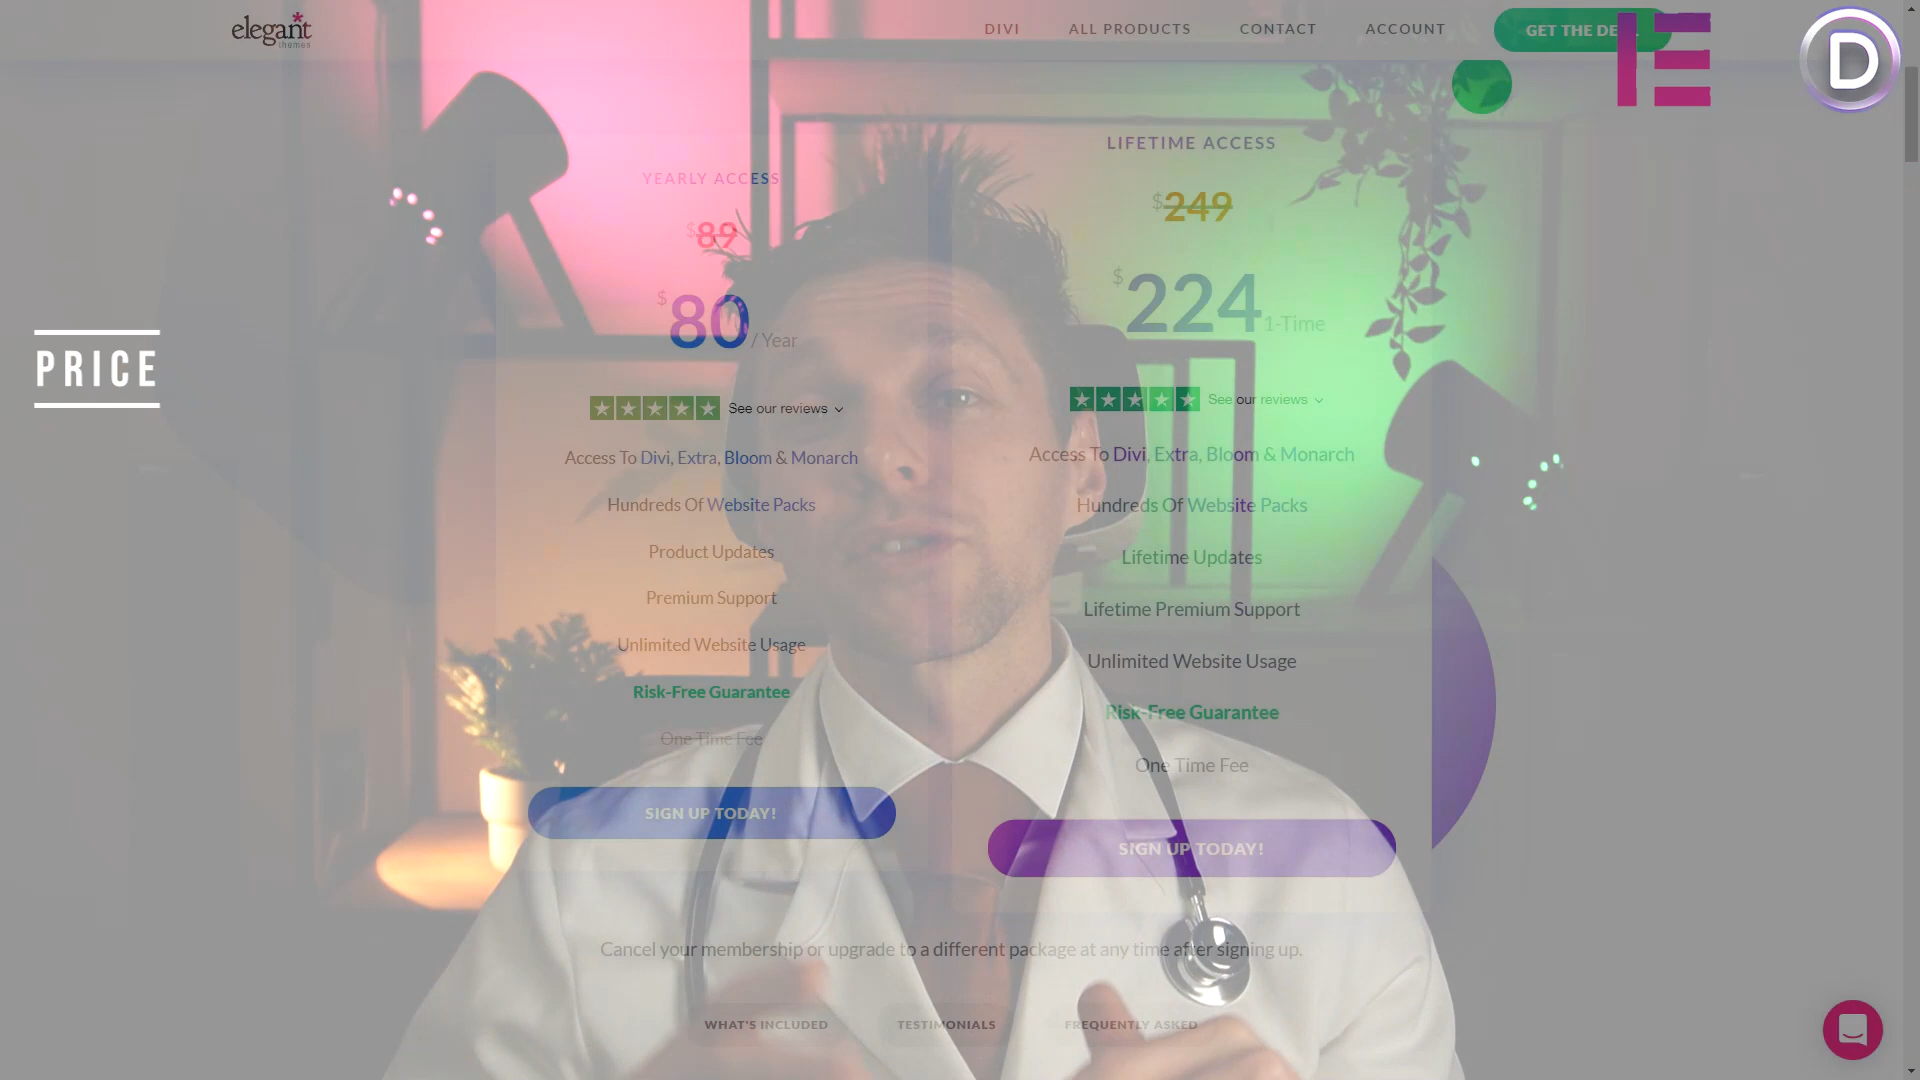 elegant
themes
DIVI
ALL PRODUCTS
CONTACT
ACCOUNT
GET THE DE
D
PRICE
YEARLY ACCESS
$89
$80/ Year
See our reviews
Access To Divi, Extra, Bloom & Monarch
Hundreds Of Website Packs
Product Updates
Premium Support
Unlimited Website Usage
Risk-Free Guarantee
One Time Fee
SIGN UP TODAY!
LIFETIME ACCESS
$249
$224 1-Time
See our reviews
Access To Divi, Extra, Bloom & Monarch
Hundreds Of Website Packs
Lifetime Updates
Lifetime Premium Support
Unlimited Website Usage
Risk-Free Guarantee
One Time Fee
SIGN UP TODAY!
Cancel your membership or upgrade to a different package at any time after signing up.
WHAT'S INCLUDED
TESTIMONIALS
FREQUENTLY ASKED